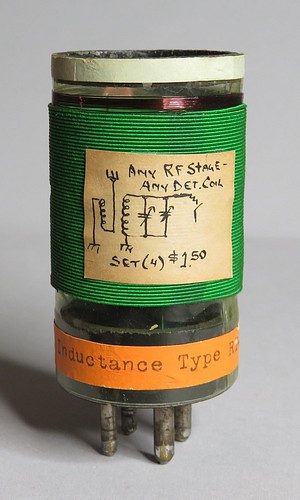 ANY RF STAGE-
ANY DET. COIL
SET (4) $1.50
Inductance Type